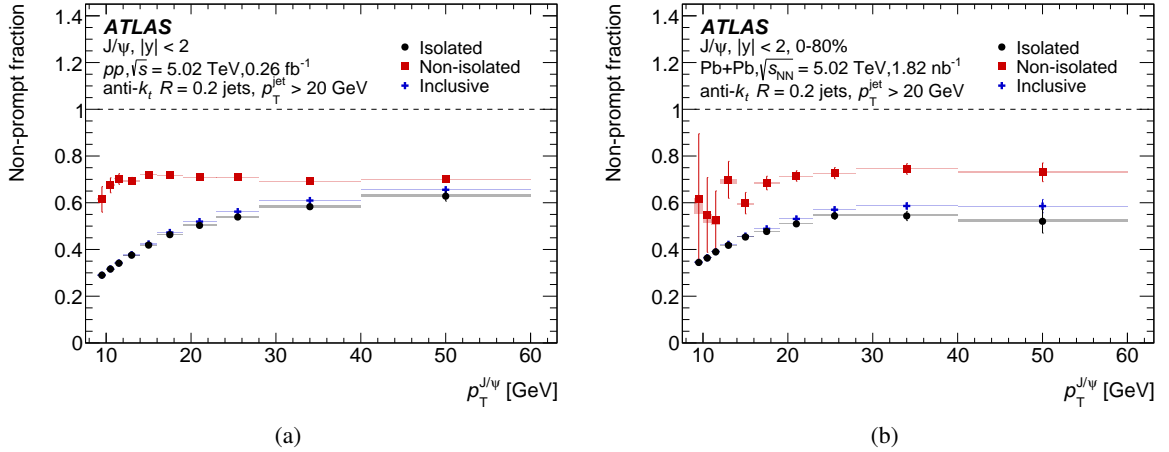 ATLAS
J/ψ, |y| < 2
pp,√s = 5.02 TeV,0.26 fb⁻¹
anti-kₜ R = 0.2 jets, p_T^jet > 20 GeV
Isolated
Non-isolated
Inclusive
Non-prompt fraction
1.4
1.2
1
0.8
0.6
0.4
0.2
0
10
20
30
40
50
60
p_T^J/ψ [GeV]
(a)
ATLAS
J/ψ, |y| < 2, 0-80%
Pb+Pb,√s_NN = 5.02 TeV,1.82 nb⁻¹
anti-kₜ R = 0.2 jets, p_T^jet > 20 GeV
Isolated
Non-isolated
Inclusive
Non-prompt fraction
1.4
1.2
1
0.8
0.6
0.4
0.2
0
10
20
30
40
50
60
p_T^J/ψ [GeV]
(b)